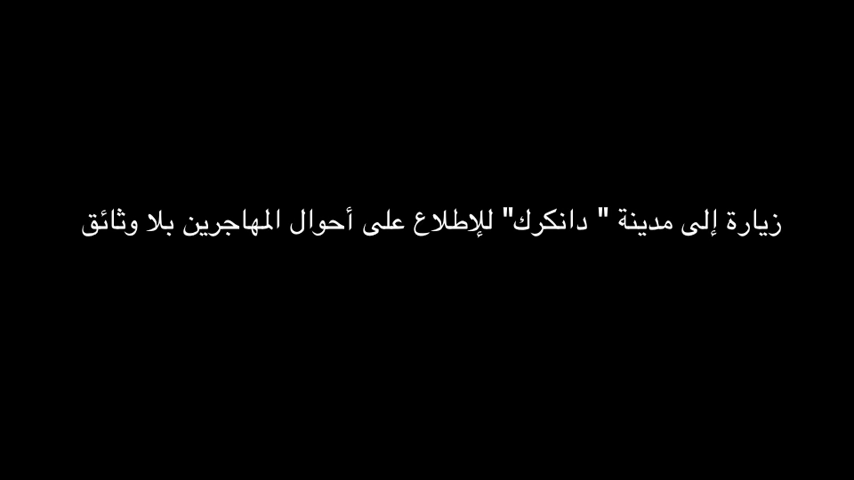 زيارة إلى مدينة " دانكرك" للإطلاع على أحوال المهاجرين بلا وثائق